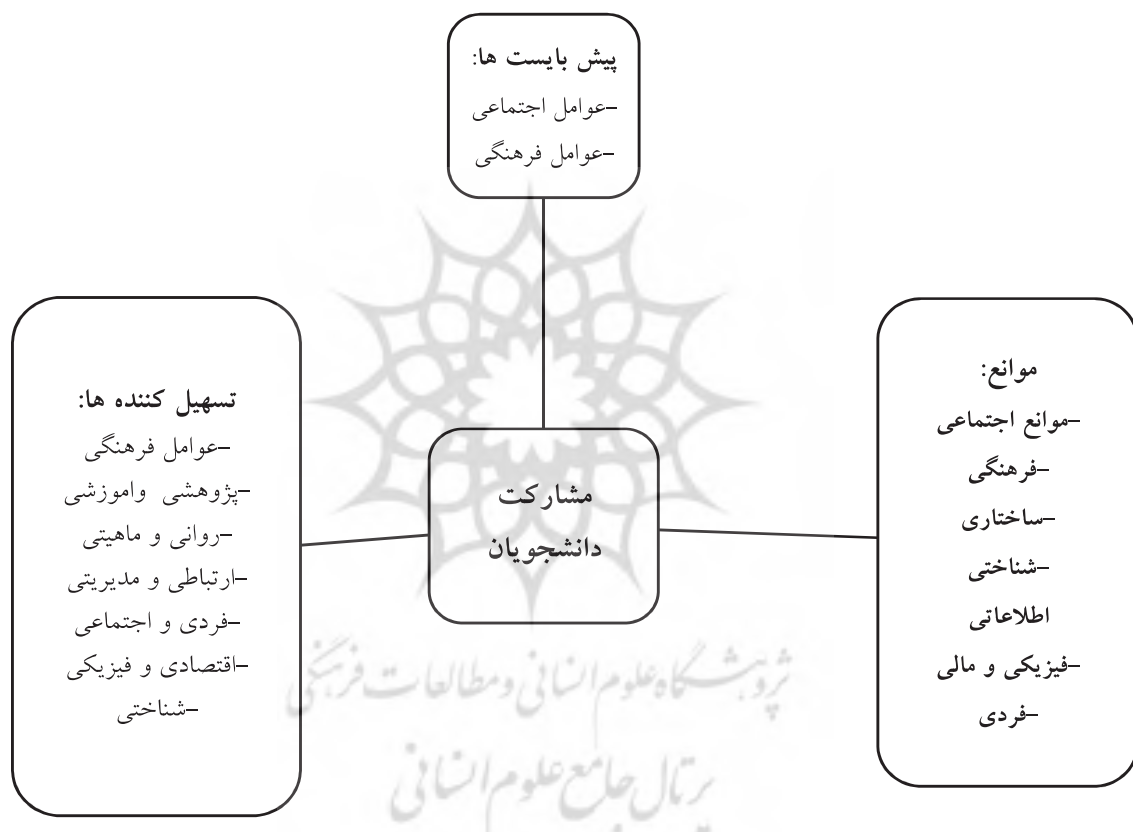 پیش بایست ها:
-عوامل اجتماعی
-عوامل فرهنگی
موانع:
-موانع اجتماعی
-فرهنگی
-ساختاری
-شناختی
اطلاعاتی
-فیزیکی و مالی
-فردی
مشارکت
دانشجویان
تسهیل کننده ها:
-عوامل فرهنگی
-پژوهشی واموزشی
-روانی و ماهیتی
-ارتباطی و مدیریتی
-فردی و اجتماعی
-اقتصادی و فیزیکی
-شناختی
پژوهشگاه علوم انسانی و مطالعات فرهنگی
پرتال جامع علوم انسانی